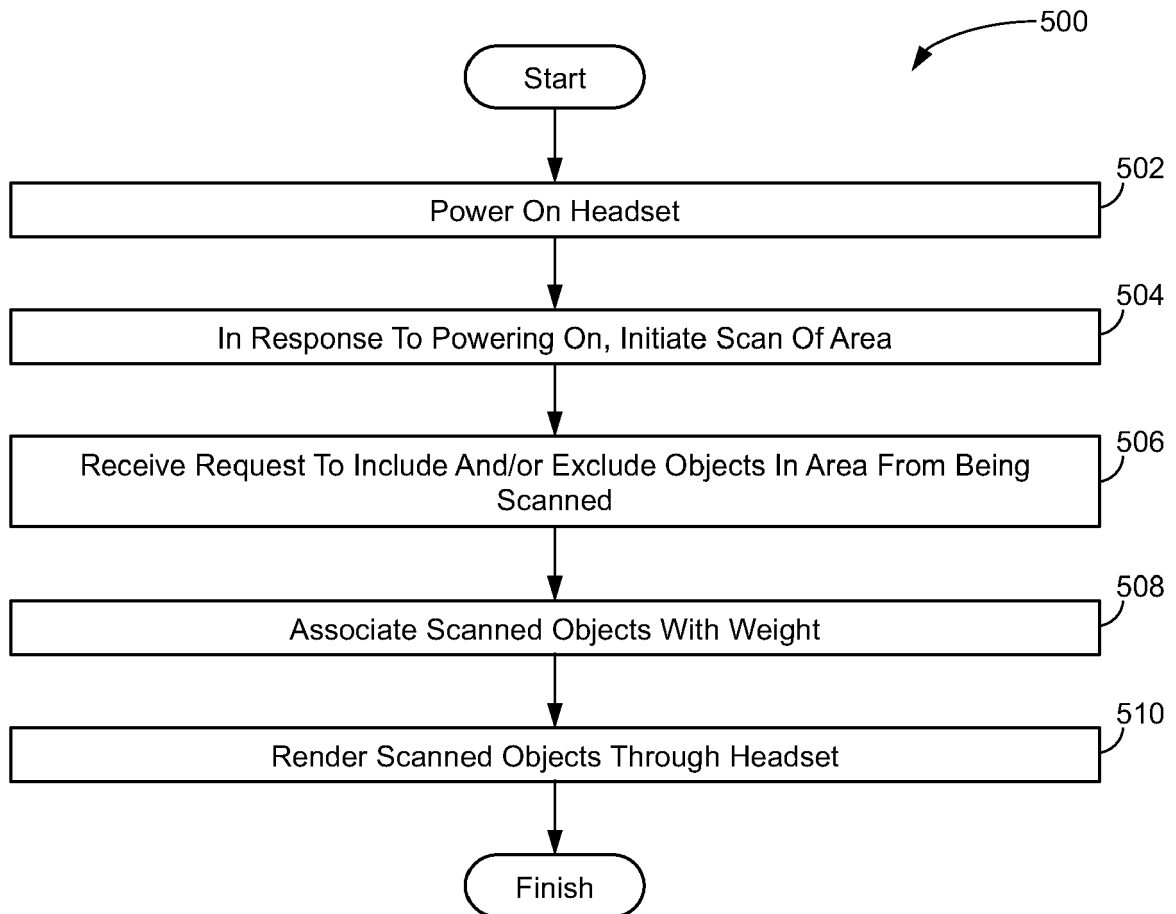 500
Start
502
Power On Headset
504
In Response To Powering On, Initiate Scan Of Area
506
Receive Request To Include And/or Exclude Objects In Area From Being
Scanned
508
Associate Scanned Objects With Weight
510
Render Scanned Objects Through Headset
Finish